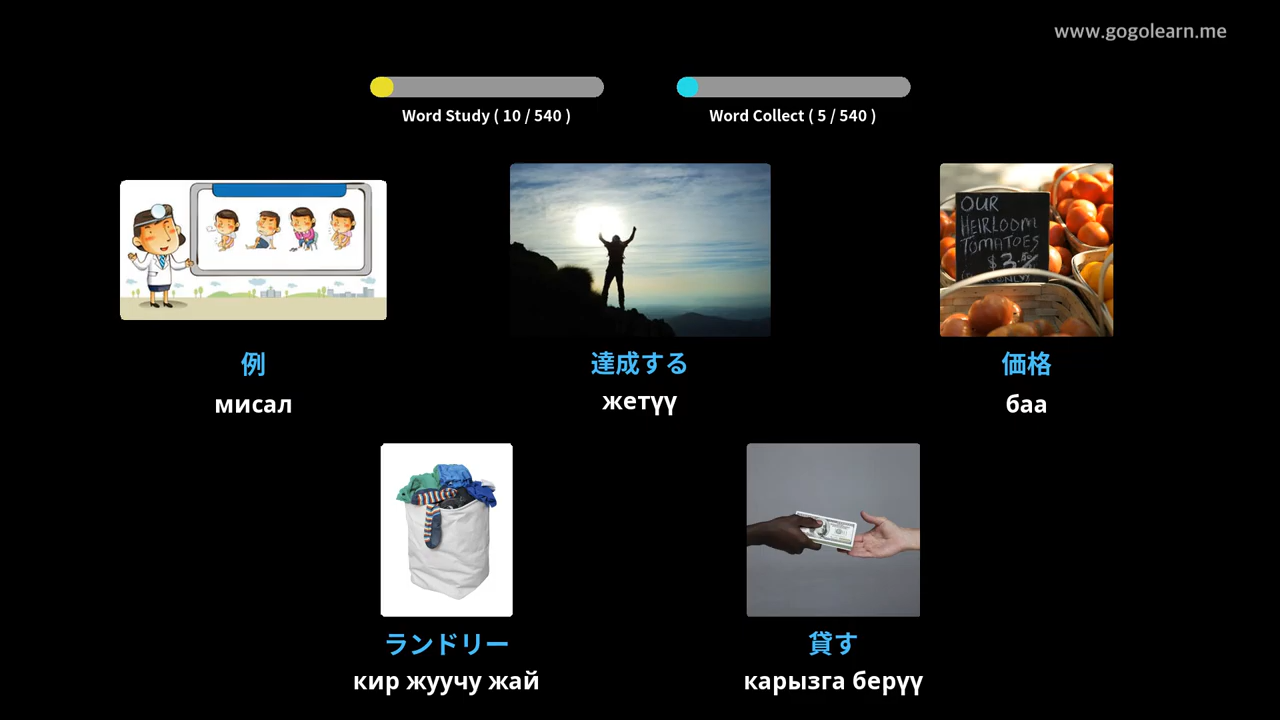 www.gogolearn.me
Word Study ( 10 / 540 )
Word Collect ( 5 / 540 )
OUR
HEIRLOOM
TOMATOES
例
達成する
価格
мисал
жетүү
баа
ランドリー
貸す
кир жуучу жай
карызга берүү